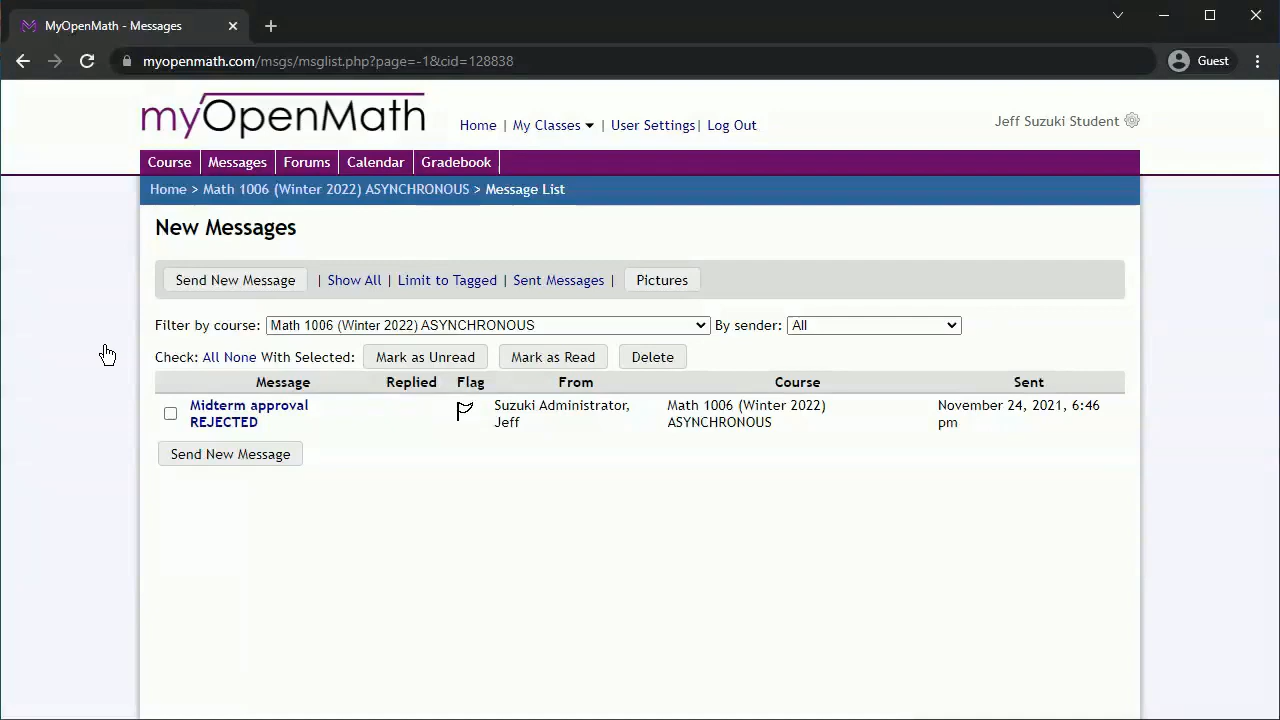 MyOpenMath - Messages
myopenmath.com/msgs/msglist.php?page=-1&cid=128838
Guest
myOpenMath
Home | My Classes | User Settings | Log Out
Jeff Suzuki Student
Course Messages Forums Calendar Gradebook
Home > Math 1006 (Winter 2022) ASYNCHRONOUS > Message List
New Messages
Send New Message | Show All | Limit to Tagged | Sent Messages | Pictures
Filter by course: Math 1006 (Winter 2022) ASYNCHRONOUS By sender: All
Check: All None With Selected: Mark as Unread Mark as Read Delete
Message Replied Flag From Course Sent
Midterm approval Suzuki Administrator, Math 1006 (Winter 2022) November 24, 2021, 6:46
REJECTED Jeff ASYNCHRONOUS pm
Send New Message